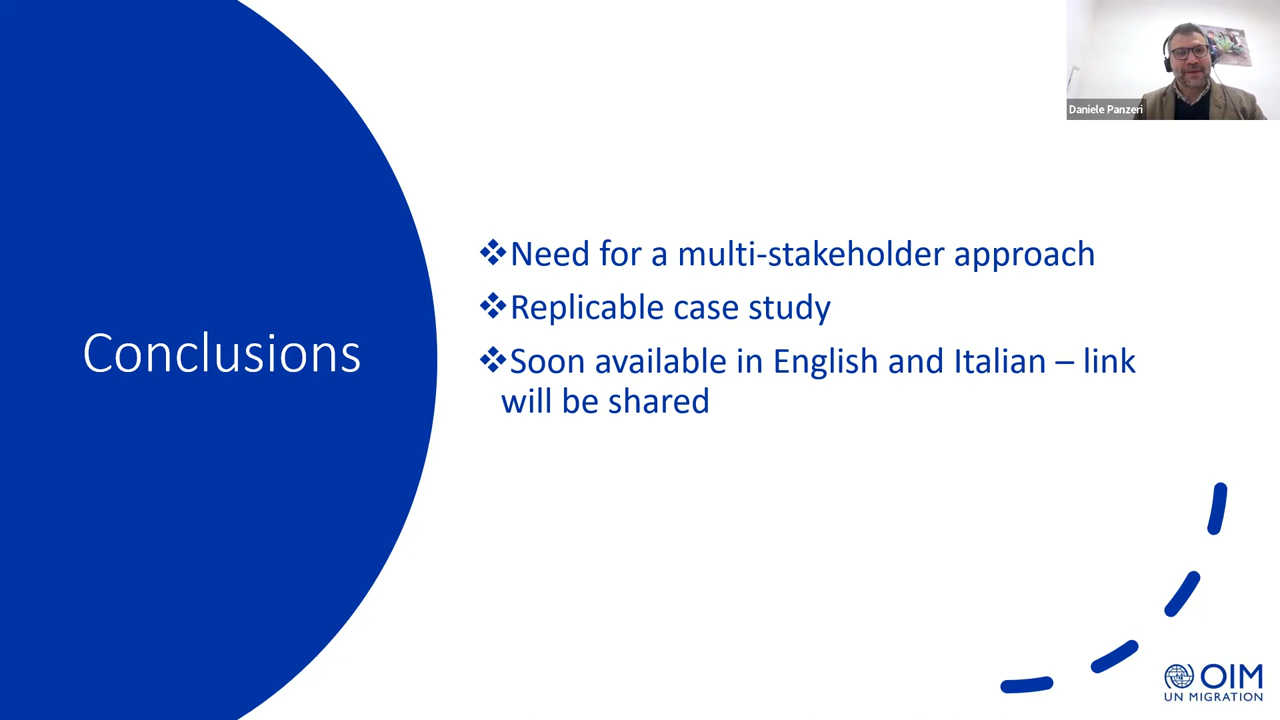 Daniele Panzeri
Conclusions
❖Need for a multi-stakeholder approach
❖Replicable case study
❖Soon available in English and Italian – link
will be shared
OIM
UN MIGRATION